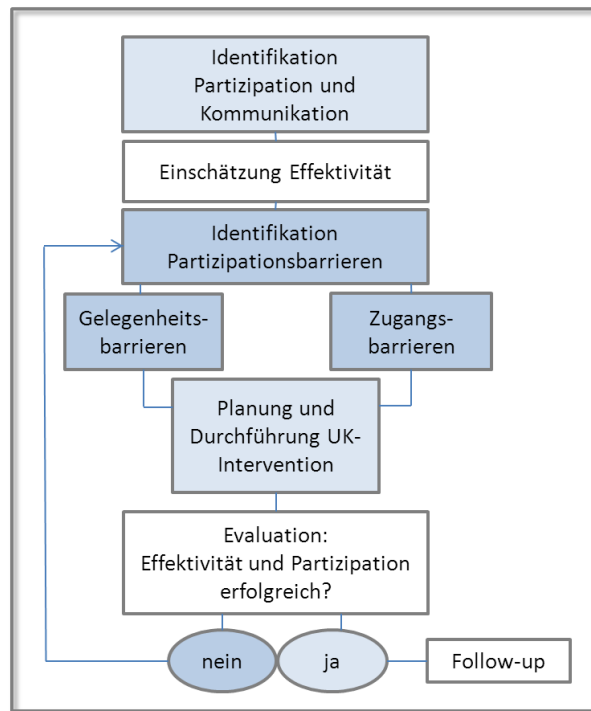 Identifikation
Partizipation und
Kommunikation
Einschätzung Effektivität
Identifikation
Partizipationsbarrieren
Gelegenheits-
barrieren
Zugangs-
barrieren
Planung und
Durchführung UK-
Intervention
Evaluation:
Effektivität und Partizipation
erfolgreich?
nein
ja
Follow-up